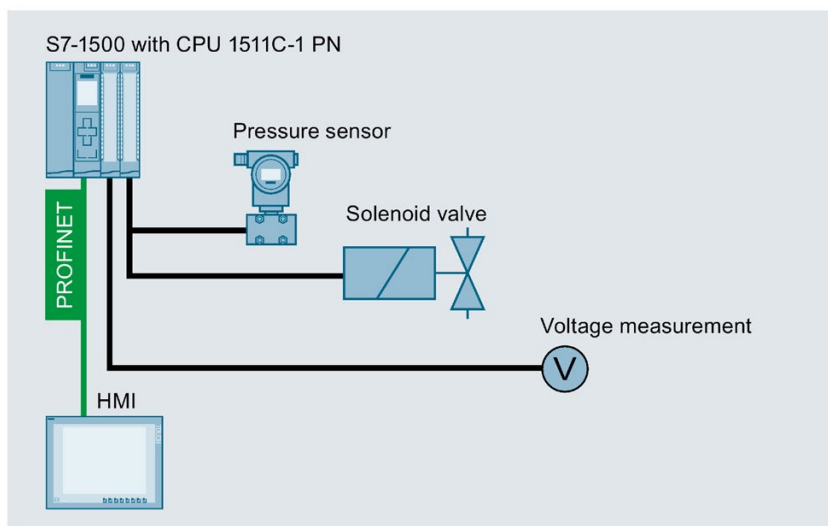 S7-1500 with CPU 1511C-1 PN
Pressure sensor
Solenoid valve
PROFINET
Voltage measurement
V
HMI